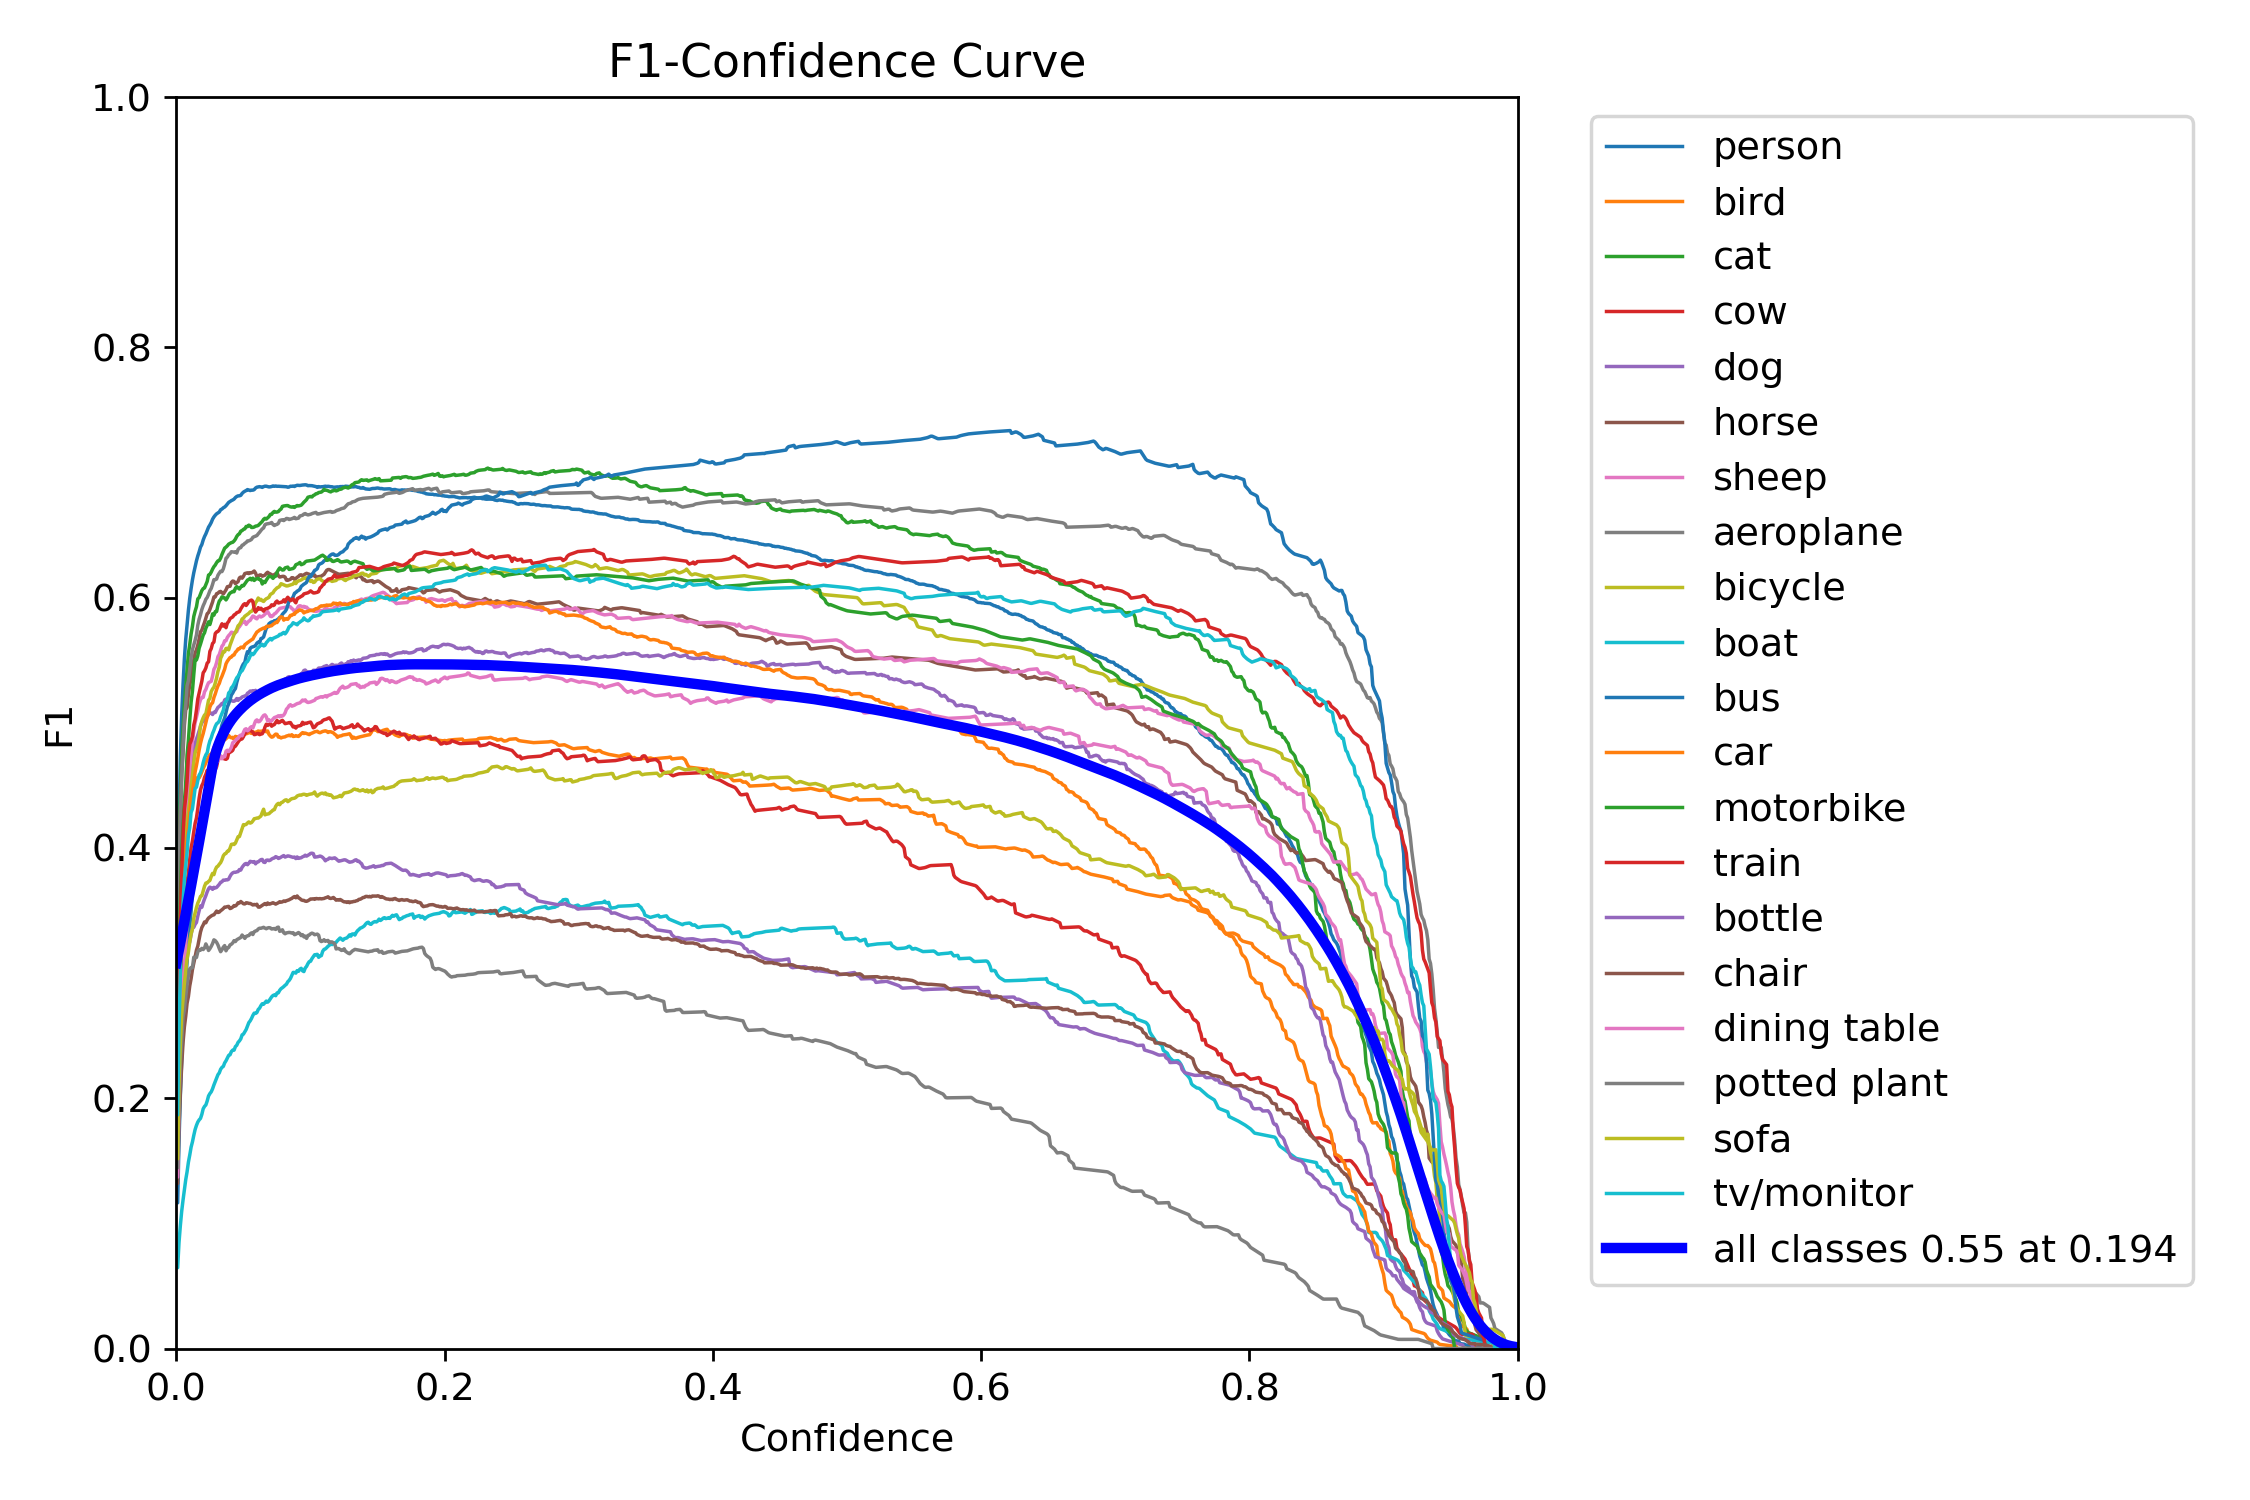 F1-Confidence Curve
1.0
0.8
0.6
0.4
0.2
0.0
F1
0.0 0.2 0.4 0.6 0.8 1.0
Confidence
person
bird
cat
cow
dog
horse
sheep
aeroplane
bicycle
boat
bus
car
motorbike
train
bottle
chair
dining table
potted plant
sofa
tv/monitor
all classes 0.55 at 0.194